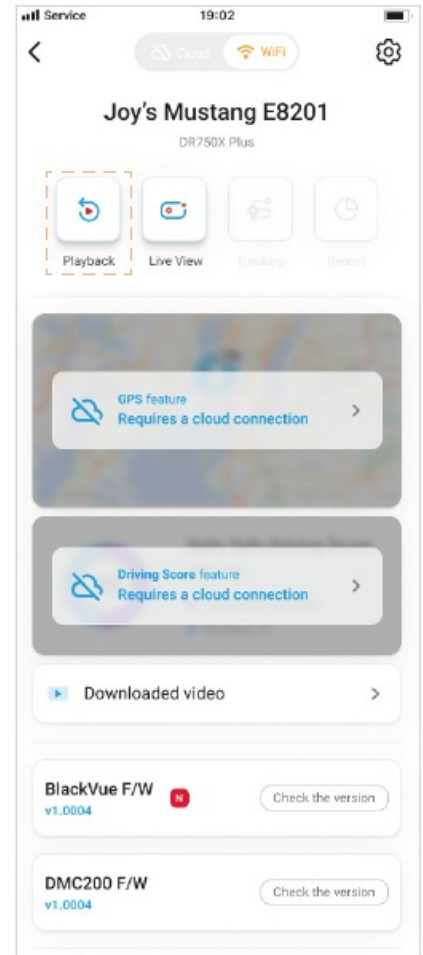 Service 19:02
Cloud WiFi
Joy's Mustang E8201
DR750X Plus
Playback Live View Tracking Report
GPS feature
Requires a cloud connection
Driving Score feature
Requires a cloud connection
Downloaded video
BlackVue F/W N Check the version
v1.0004
DMC200 F/W Check the version
v1.0004